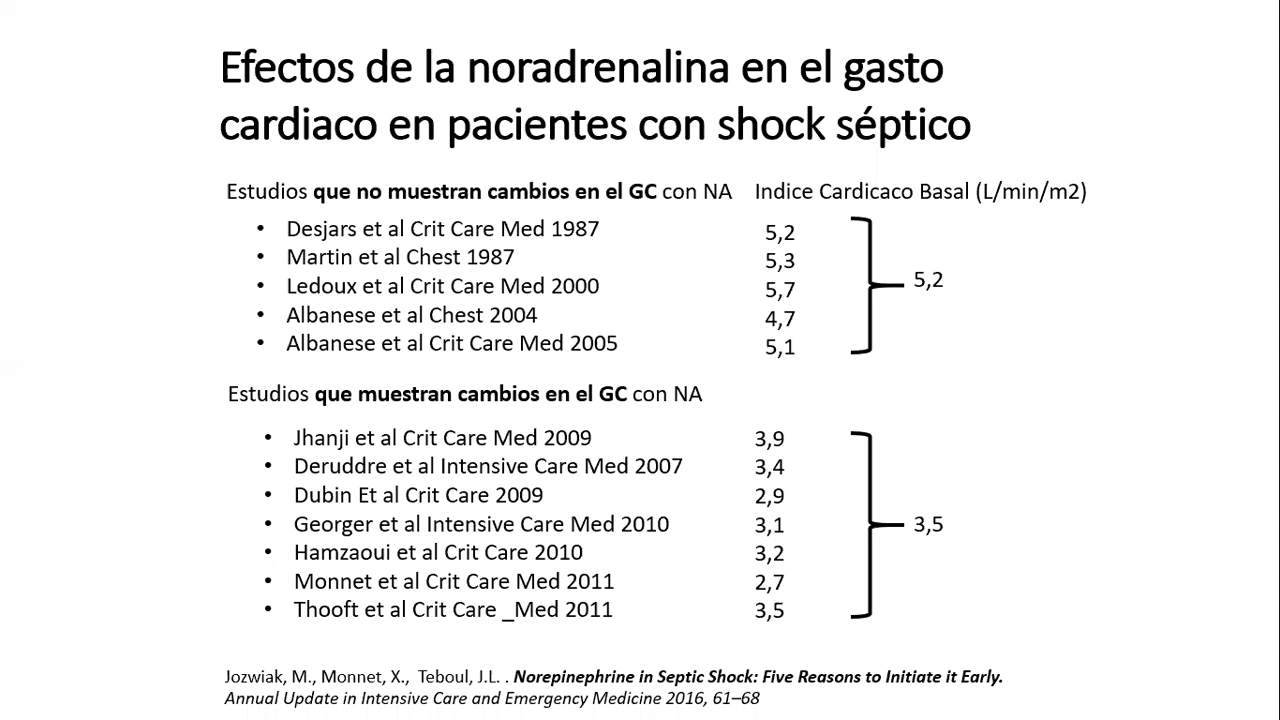 Efectos de la noradrenalina en el gasto
cardiaco en pacientes con shock séptico
Estudios que no muestran cambios en el GC con NA Indice Cardicaco Basal (L/min/m2)
• Desjars et al Crit Care Med 1987 5,2
• Martin et al Chest 1987 5,3
• Ledoux et al Crit Care Med 2000 5,7
• Albanese et al Chest 2004 4,7
• Albanese et al Crit Care Med 2005 5,1
5,2
Estudios que muestran cambios en el GC con NA
• Jhanji et al Crit Care Med 2009 3,9
• Deruddre et al Intensive Care Med 2007 3,4
• Dubin Et al Crit Care 2009 2,9
• Georger et al Intensive Care Med 2010 3,1
• Hamzaoui et al Crit Care 2010 3,2
• Monnet et al Crit Care Med 2011 2,7
• Thooft et al Crit Care _Med 2011 3,5
3,5
Jozwiak, M., Monnet, X., Teboul, J.L. . Norepinephrine in Septic Shock: Five Reasons to Initiate it Early.
Annual Update in Intensive Care and Emergency Medicine 2016, 61–68